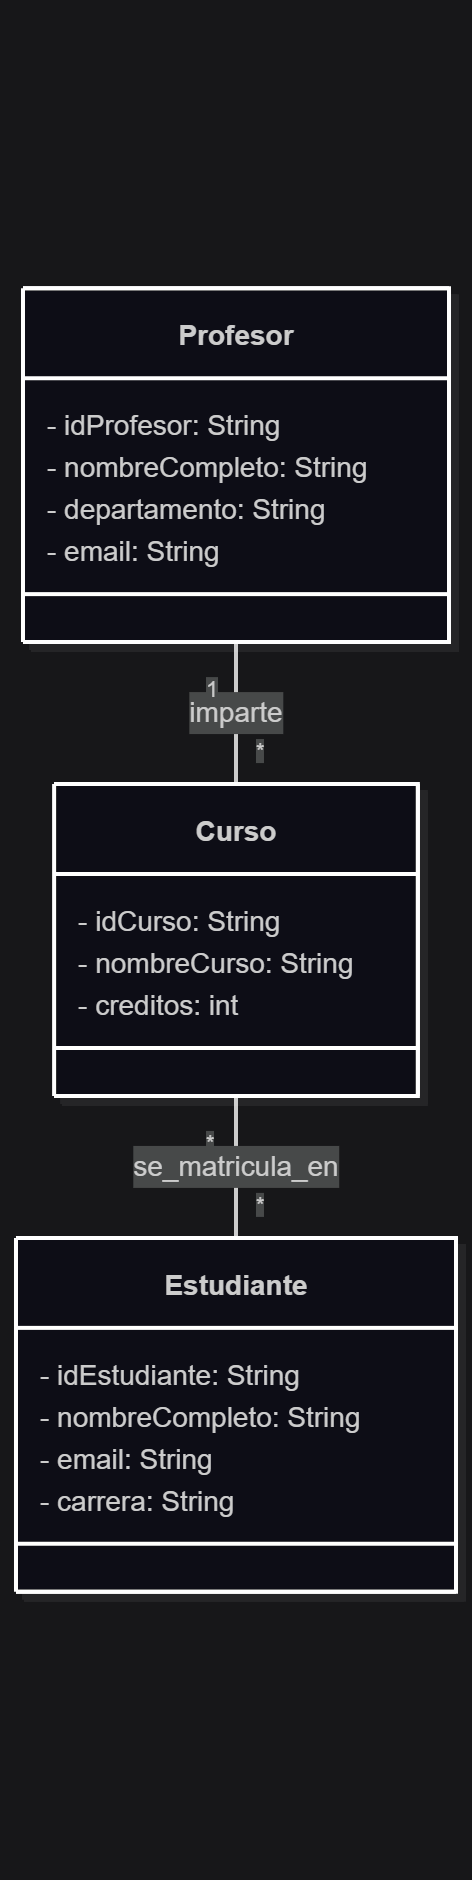 Profesor
- idProfesor: String
- nombreCompleto: String
- departamento: String
- email: String
1
imparte
*
Curso
- idCurso: String
- nombreCurso: String
- creditos: int
*
se_matricula_en
*
Estudiante
- idEstudiante: String
- nombreCompleto: String
- email: String
- carrera: String